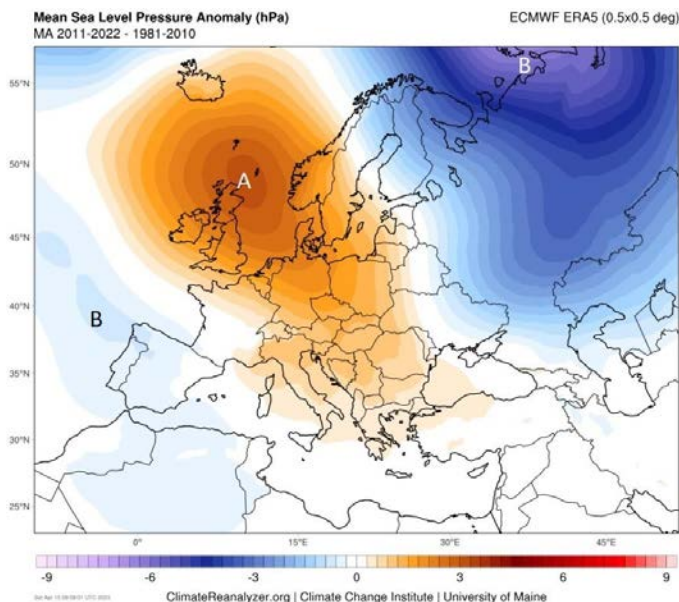 Mean Sea Level Pressure Anomaly (hPa)
ECMWF ERA5 (0.5x0.5 deg)
MA 2011-2022 - 1981-2010
B
55°N
50°N
A
45°N
40°N
B
35°N
30°N
25°N
0°
15°E
30°E
45°E
-9
-6
-3
0
3
6
9
ClimateReanalyzer.org | Climate Change Institute | University of Maine